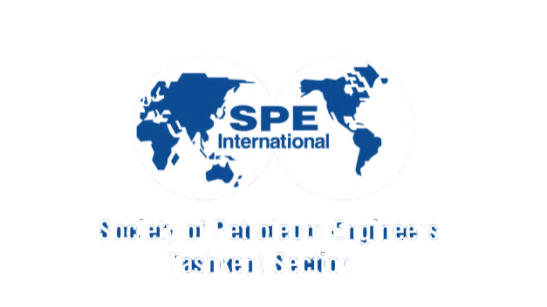 SPE
International
Society of Petroleum Engineers
Tashkent Section